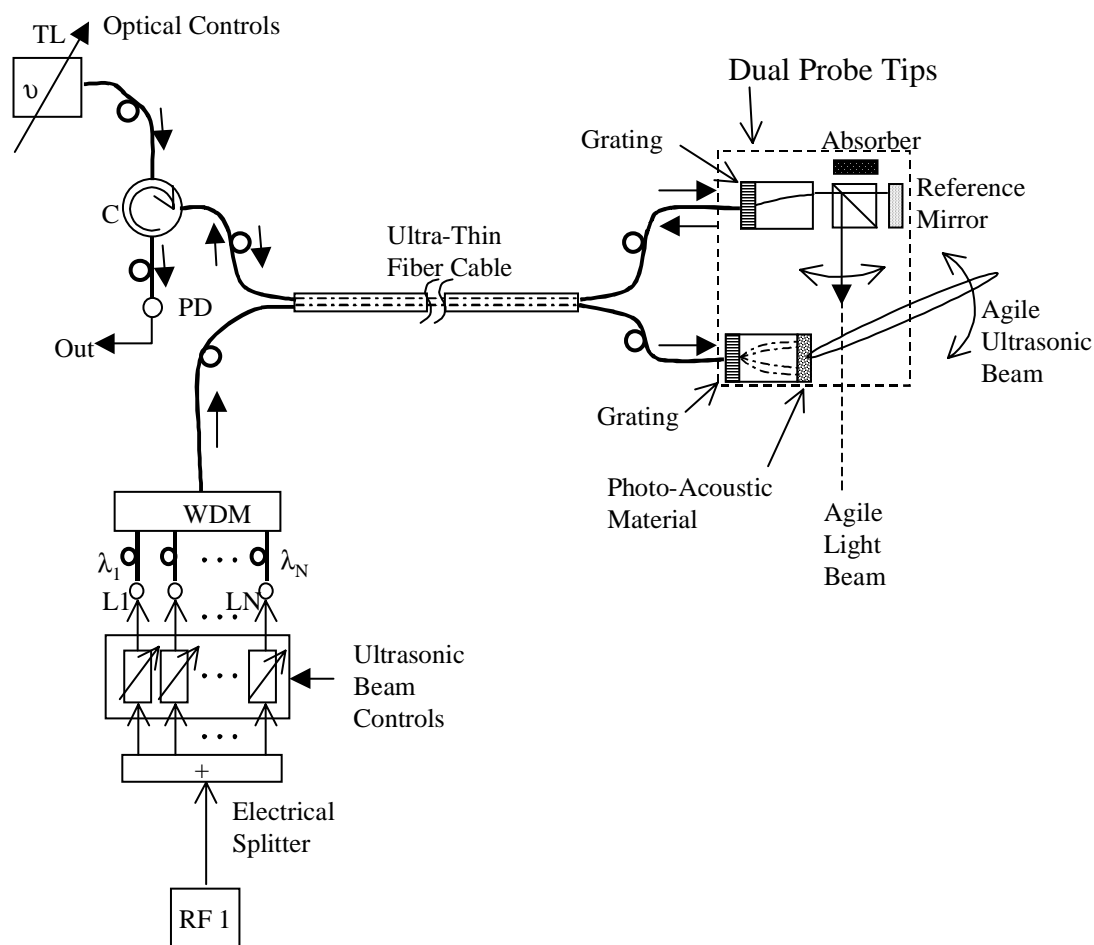 TL
Optical Controls
υ
C
PD
Out
Ultra-Thin
Fiber Cable
Dual Probe Tips
Grating
Absorber
Reference
Mirror
Agile
Ultrasonic
Beam
Grating
Photo-Acoustic
Material
Agile
Light
Beam
WDM
λ1 ... λN
L1 ... LN
...
Ultrasonic
Beam
Controls
...
+
Electrical
Splitter
RF 1